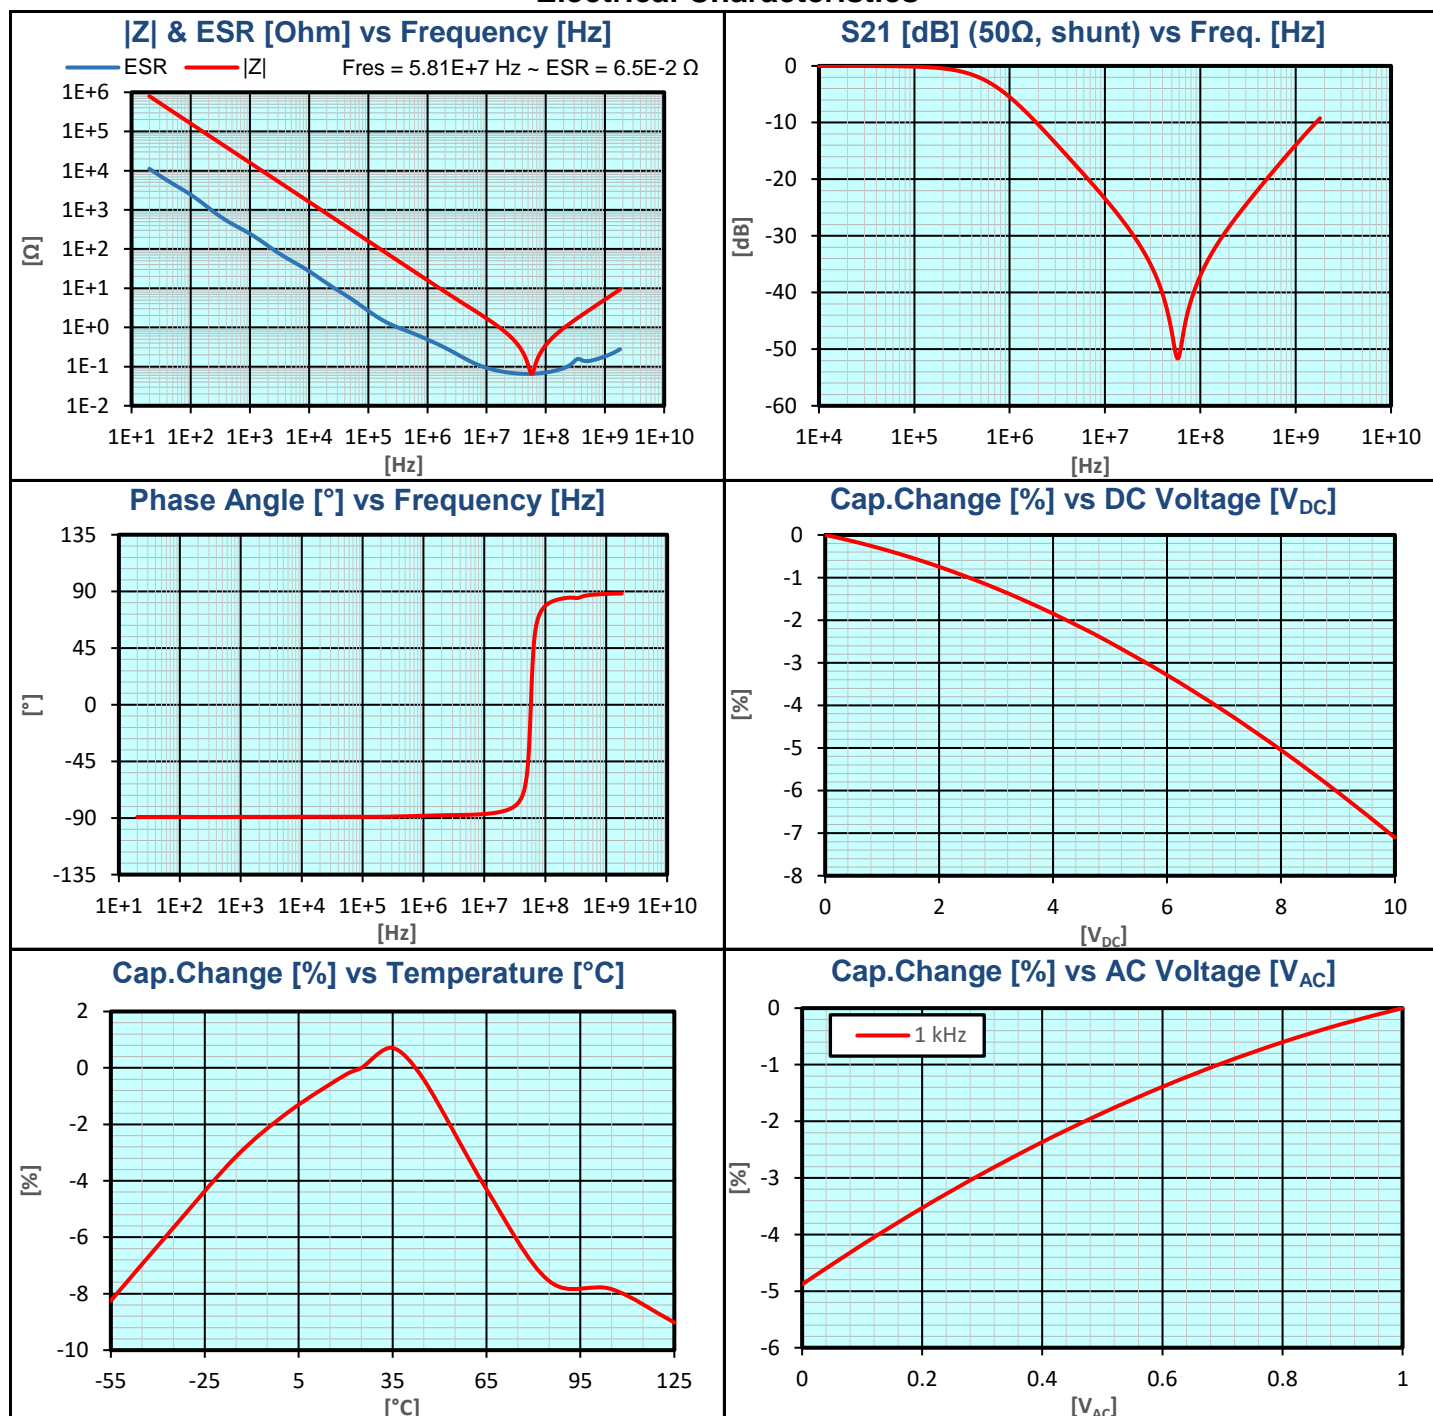 |Z| & ESR [Ohm] vs Frequency [Hz]
ESR |Z| Fres = 5.81E+7 Hz ~ ESR = 6.5E-2 Ω
1E+6
1E+5
1E+4
1E+3
1E+2
1E+1
1E+0
1E-1
1E-2
[Ω]
1E+1 1E+2 1E+3 1E+4 1E+5 1E+6 1E+7 1E+8 1E+9 1E+10
[Hz]
S21 [dB] (50Ω, shunt) vs Freq. [Hz]
0
-10
-20
-30
-40
-50
-60
[dB]
1E+4 1E+5 1E+6 1E+7 1E+8 1E+9 1E+10
[Hz]
Phase Angle [°] vs Frequency [Hz]
135
90
45
0
-45
-90
-135
[°]
1E+1 1E+2 1E+3 1E+4 1E+5 1E+6 1E+7 1E+8 1E+9 1E+10
[Hz]
Cap.Change [%] vs DC Voltage [VDC]
0
-1
-2
-3
-4
-5
-6
-7
-8
[%]
0 2 4 6 8 10
[VDC]
Cap.Change [%] vs Temperature [°C]
2
0
-2
-4
-6
-8
-10
[%]
-55 -25 5 35 65 95 125
[°C]
Cap.Change [%] vs AC Voltage [VAC]
1 kHz
0
-1
-2
-3
-4
-5
-6
[%]
0 0.2 0.4 0.6 0.8 1
[VAC]